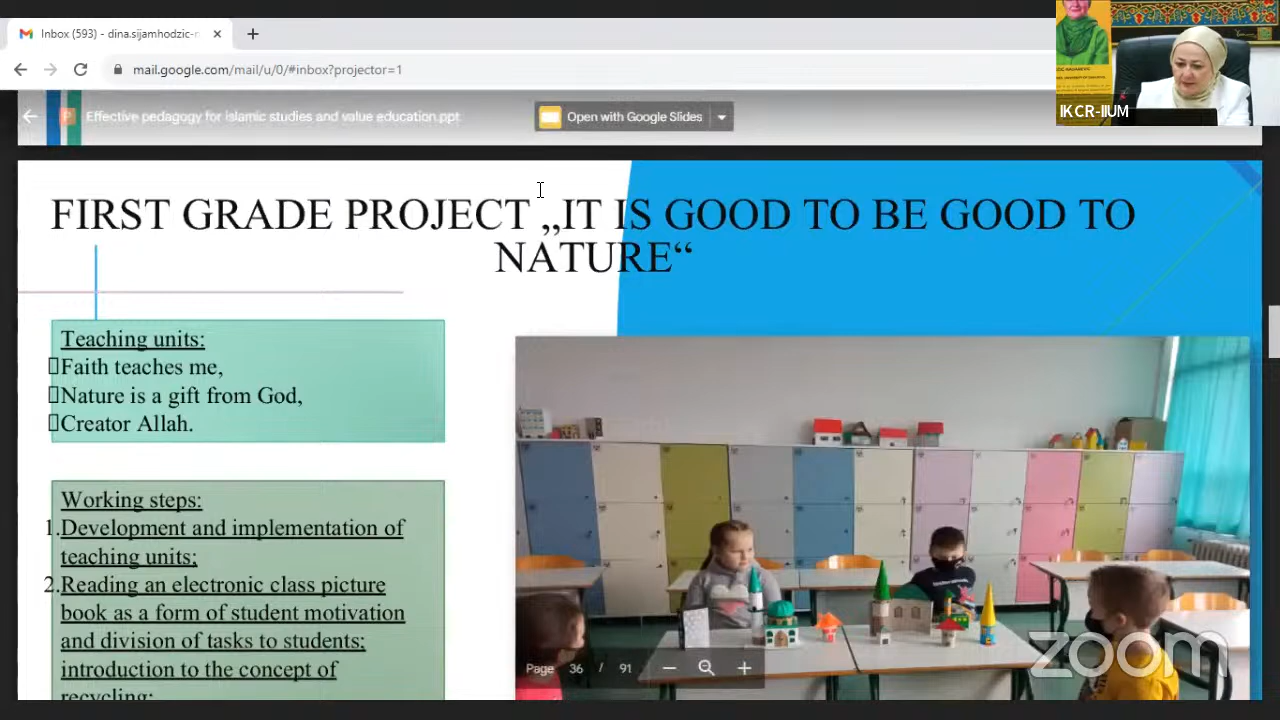 Inbox (593) - dina.sijamhodzic-r
mail.google.com/mail/u/0/#inbox?projector=1
IKCR-IIUM
P
Effective pedagogy for islamic studies and value education.ppt
Open with Google Slides
FIRST GRADE PROJECT „IT IS GOOD TO BE GOOD TO
NATURE“
Teaching units:
Faith teaches me,
Nature is a gift from God,
Creator Allah.
Working steps:
1.Development and implementation of
teaching units;
2.Reading an electronic class picture
book as a form of student motivation
and division of tasks to students;
introduction to the concept of
recycling;
Page 36 / 91
zoom